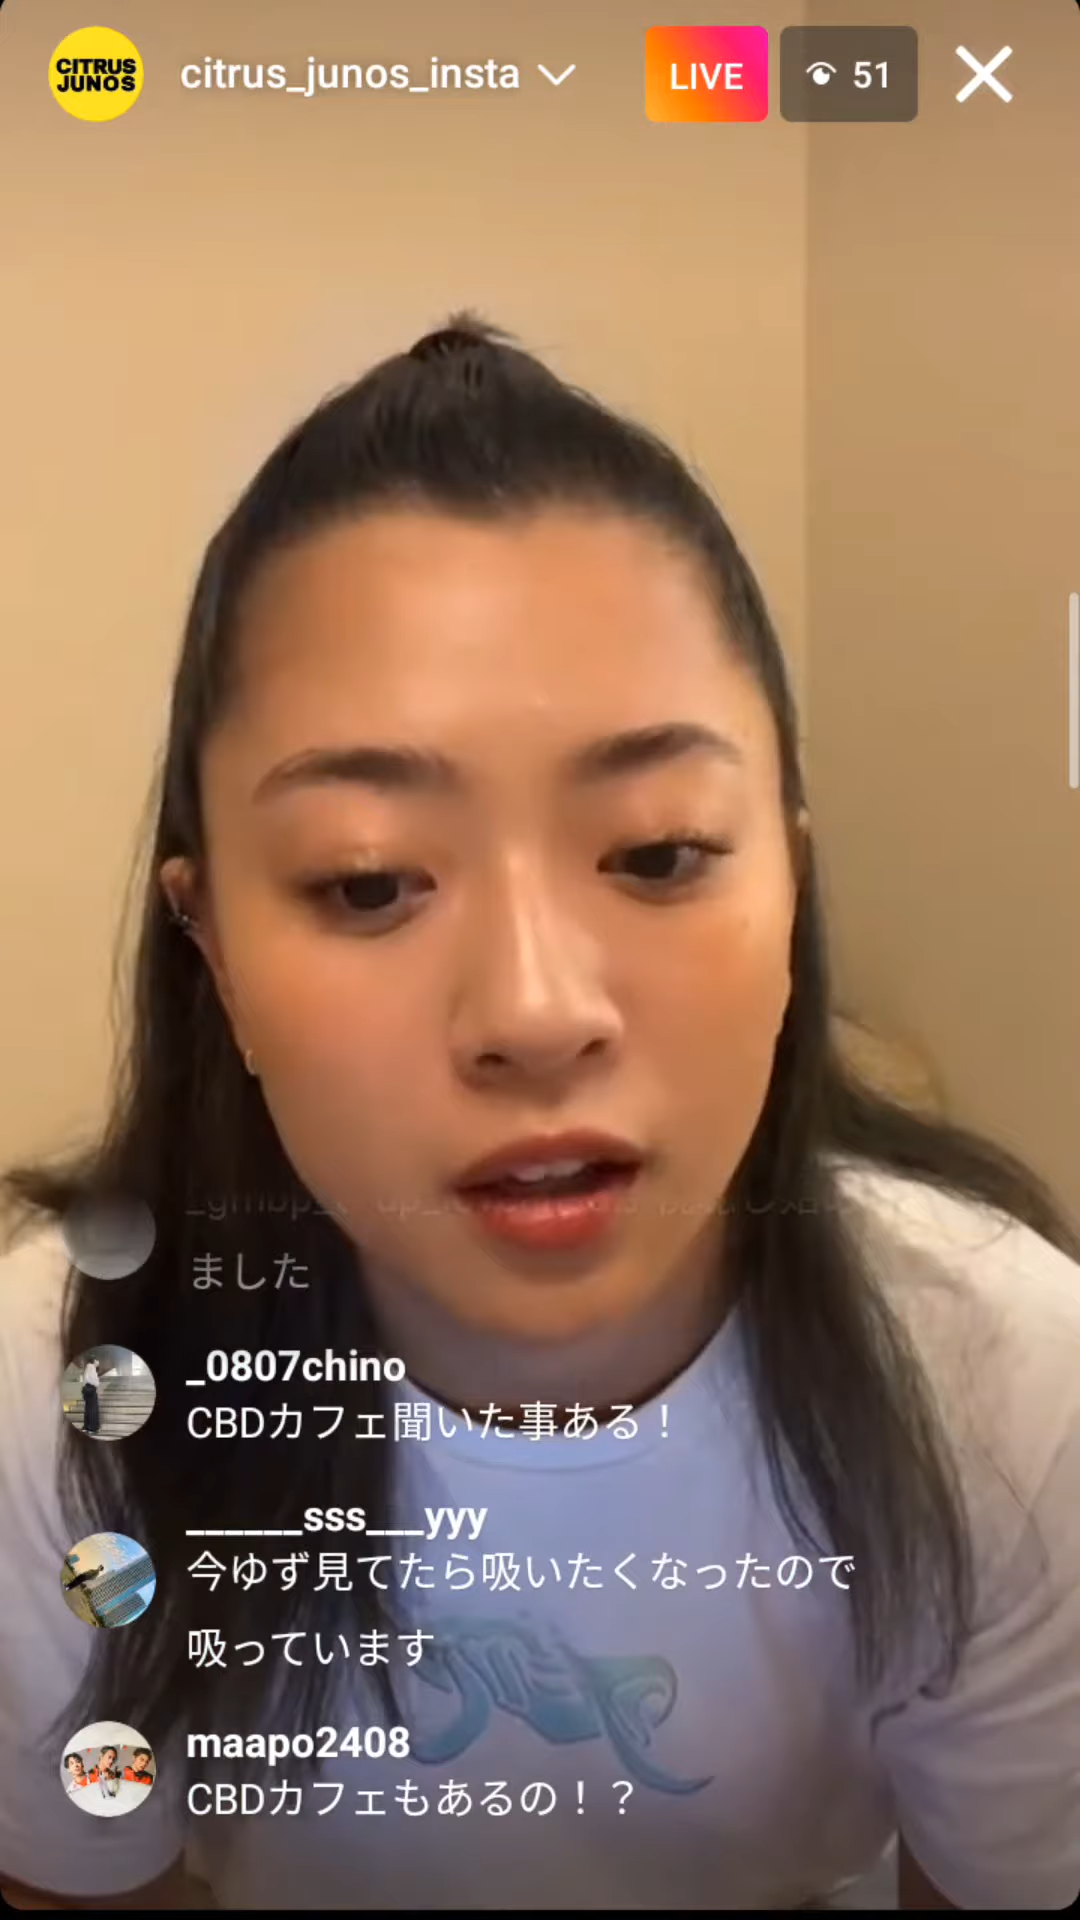 CITRUS
JUNOS
citrus_junos_insta
LIVE
51
ました
_0807chino
CBDカフェ聞いた事ある！
______sss___yyy
今ゆず見てたら吸いたくなったので
吸っています
maapo2408
CBDカフェもあるの！？